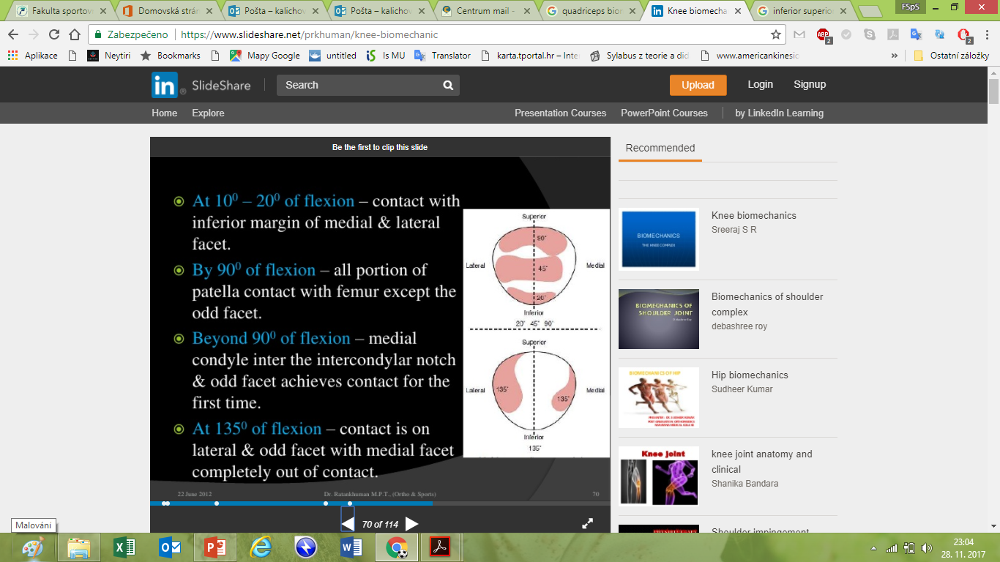 Fakulta sportov
Domovská strán
Pošta – kalichov
Pošta – kalichov
Centrum mail -
quadriceps bion
Knee biomecha
inferior superio
FSpS
Zabezpečeno
https://www.slideshare.net/prkhuman/knee-biomechanic
ABP
2
2
Aplikace
Neytiri
Bookmarks
Mapy Google
untitled
IS MU
Translator
karta.tportal.hr – Inte
Sylabus z teorie a did
www.americankinesio
»
Ostatní záložky
in SlideShare
Search
Upload
Login
Signup
Home
Explore
Presentation Courses
PowerPoint Courses
by LinkedIn Learning
Be the first to clip this slide
At 10⁰ – 20⁰ of flexion – contact with
inferior margin of medial & lateral
facet.
By 90⁰ of flexion – all portion of
patella contact with femur except the
odd facet.
Beyond 90⁰ of flexion – medial
condyle inter the intercondylar notch
& odd facet achieves contact for the
first time.
At 135⁰ of flexion – contact is on
lateral & odd facet with medial facet
completely out of contact.
Superior
90°
Lateral
45°
Medial
20°
Inferior
20° 45° 90°
Superior
Lateral
135°
135°
Medial
Inferior
135°
22 June 2012
Dr. Ratankhuman M.P.T., (Ortho & Sports)
70
70 of 114
Recommended
BIOMECHANICS
THE KNEE COMPLEX
Knee biomechanics
Sreeraj S R
BIOMECHANICS OF
SHOULDER JOINT
Biomechanics of shoulder
complex
debashree roy
BIOMECHANICS OF HIP
Hip biomechanics
Sudheer Kumar
Knee joint
knee joint anatomy and
clinical
Shanika Bandara
Shoulder impingement
Malování
23:04
28. 11. 2017